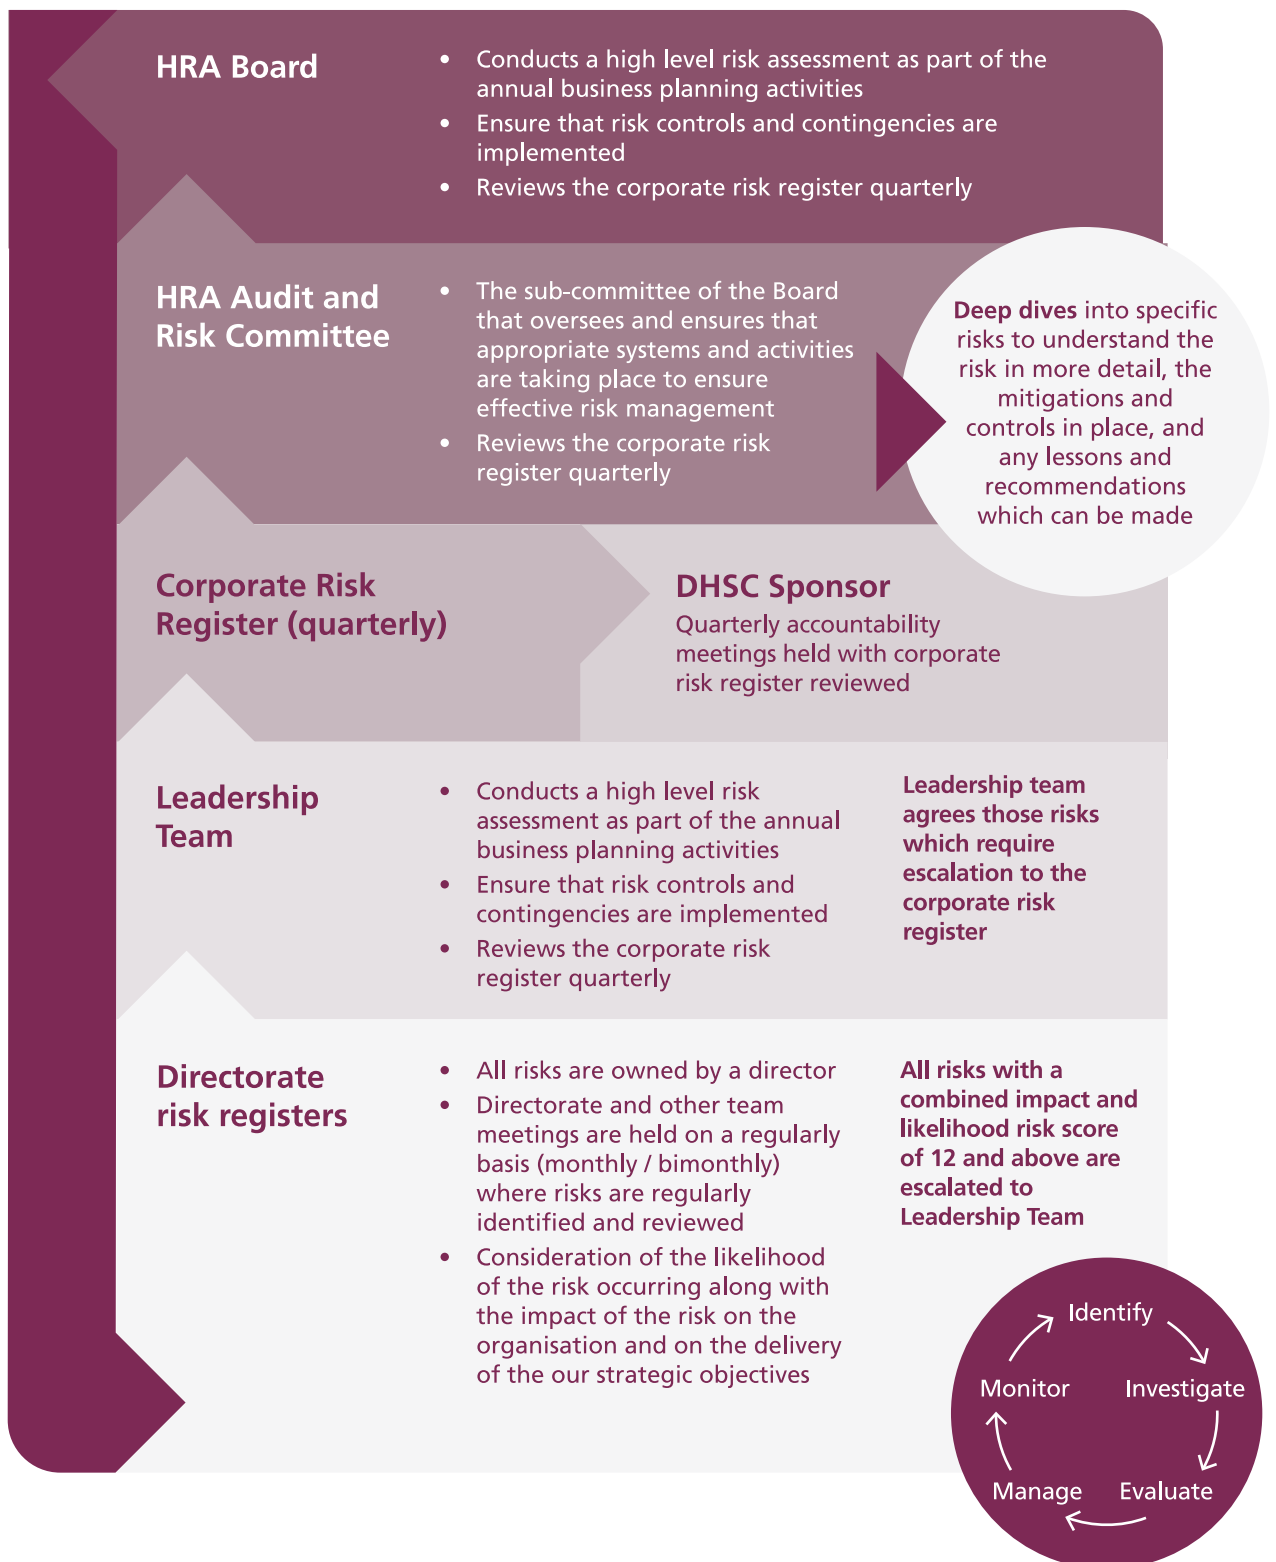 HRA Board
• Conducts a high level risk assessment as part of the
annual business planning activities
• Ensure that risk controls and contingencies are
implemented
• Reviews the corporate risk register quarterly
HRA Audit and
Risk Committee
• The sub-committee of the Board
that oversees and ensures that
appropriate systems and activities
are taking place to ensure
effective risk management
• Reviews the corporate risk
register quarterly
Deep dives into specific
risks to understand the
risk in more detail, the
mitigations and
controls in place, and
any lessons and
recommendations
which can be made
Corporate Risk
Register (quarterly)
DHSC Sponsor
Quarterly accountability
meetings held with corporate
risk register reviewed
Leadership
Team
• Conducts a high level risk
assessment as part of the annual
business planning activities
• Ensure that risk controls and
contingencies are implemented
• Reviews the corporate risk
register quarterly
Leadership team
agrees those risks
which require
escalation to the
corporate risk
register
Directorate
risk registers
• All risks are owned by a director
• Directorate and other team
meetings are held on a regularly
basis (monthly / bimonthly)
where risks are regularly
identified and reviewed
• Consideration of the likelihood
of the risk occurring along with
the impact of the risk on the
organisation and on the delivery
of the our strategic objectives
All risks with a
combined impact and
likelihood risk score
of 12 and above are
escalated to
Leadership Team
Identify
Investigate
Evaluate
Manage
Monitor